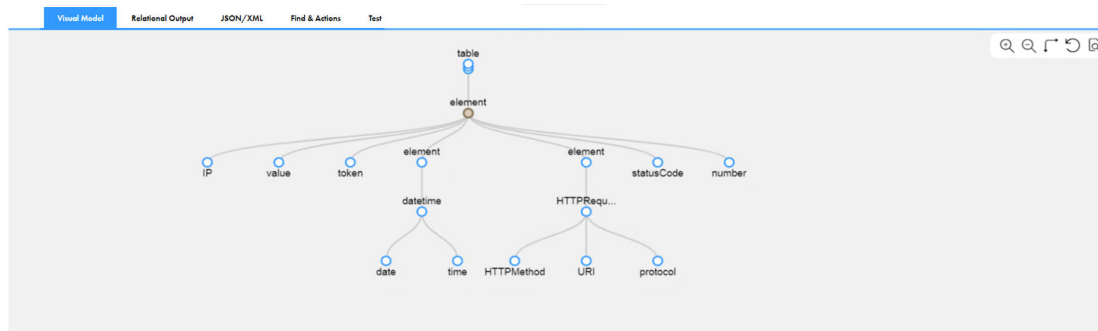 Visual Model Relational Output JSON/XML Find & Actions Test
table
element
element element
IP value token statusCode number
datetime HTTPRequ...
date time HTTPMethod URI protocol